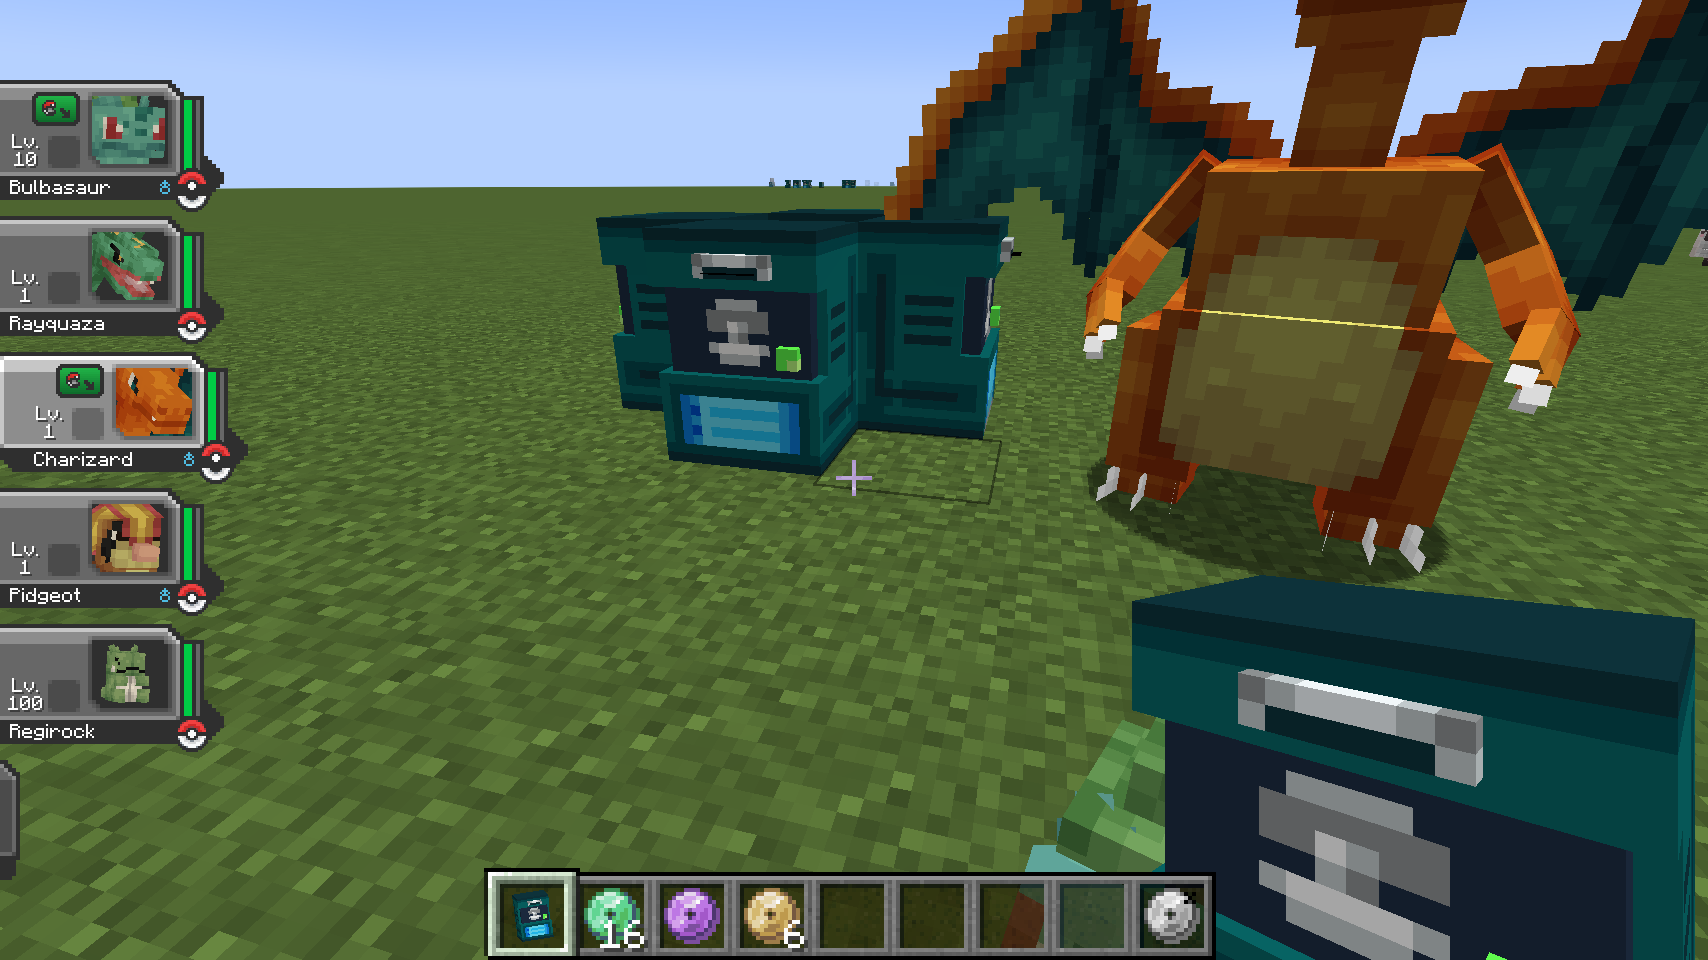 Lv.
10
Bulbasaur
Lv.
1
Rayquaza
Lv.
1
Charizard
Lv.
1
Pidgeot
Lv.
100
Regirock
16
6